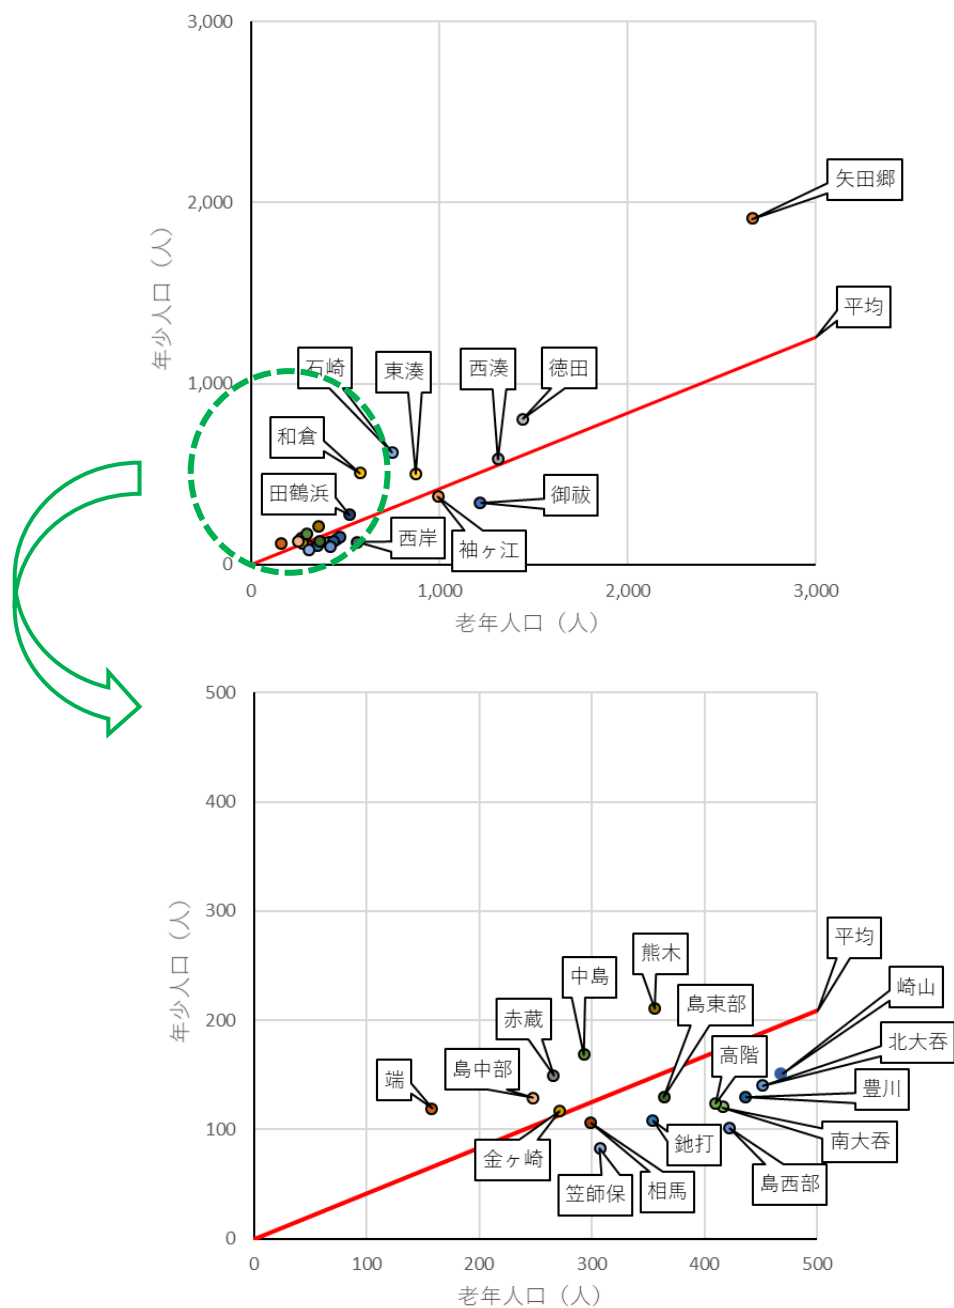 3,000
矢田郷
2,000
年少人口（人）
平均
石崎
東湊
西湊
徳田
1,000
和倉
田鶴浜
御祓
西岸
袖ヶ江
0
0
1,000
2,000
3,000
老年人口（人）
500
400
300
年少人口（人）
平均
熊木
中島
崎山
島東部
赤蔵
北大呑
200
高階
島中部
端
豊川
100
南大呑
金ヶ崎
釶打
島西部
笠師保
相馬
0
0
100
200
300
400
500
老年人口（人）